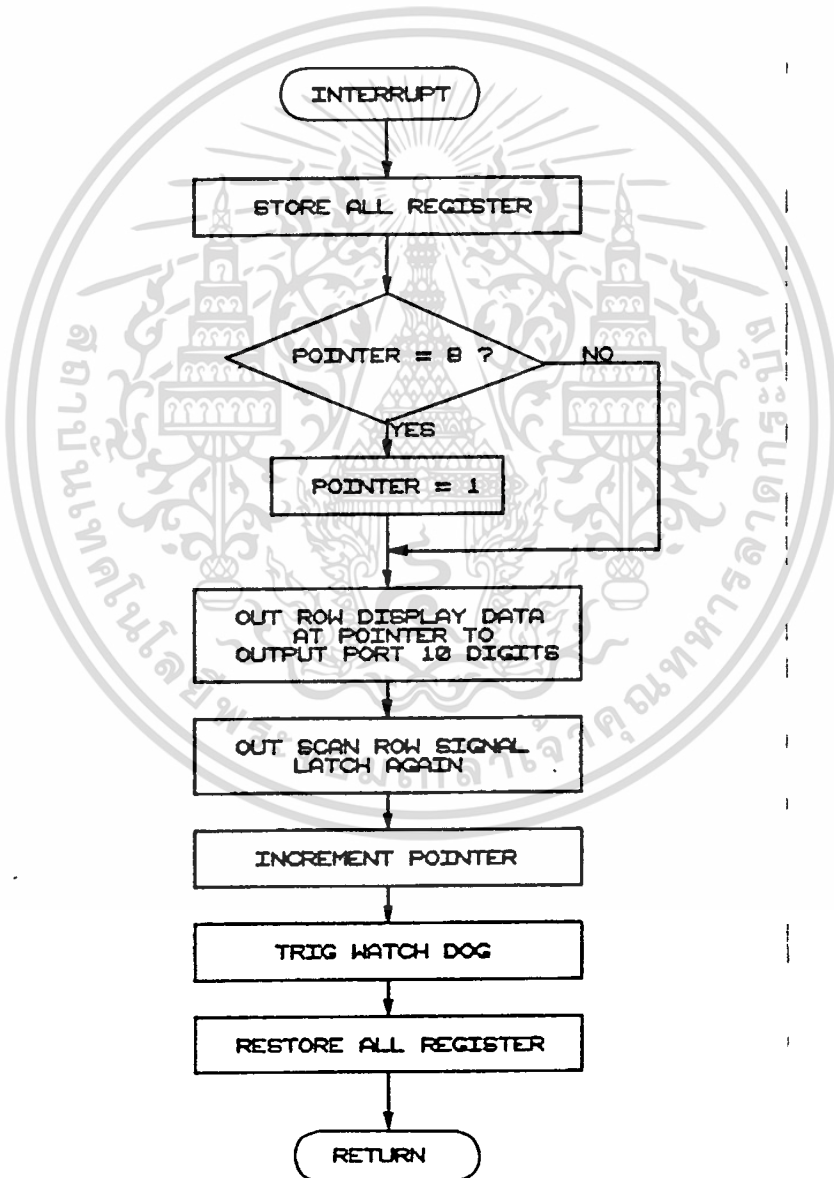 INTERRUPT
STORE ALL REGISTER
POINTER = 8 ?
NO
YES
POINTER = 1
OUT ROW DISPLAY DATA
AT POINTER TO
OUTPUT PORT 10 DIGITS
OUT SCAN ROW SIGNAL
LATCH AGAIN
INCREMENT POINTER
TRIG WATCH DOG
RESTORE ALL REGISTER
RETURN